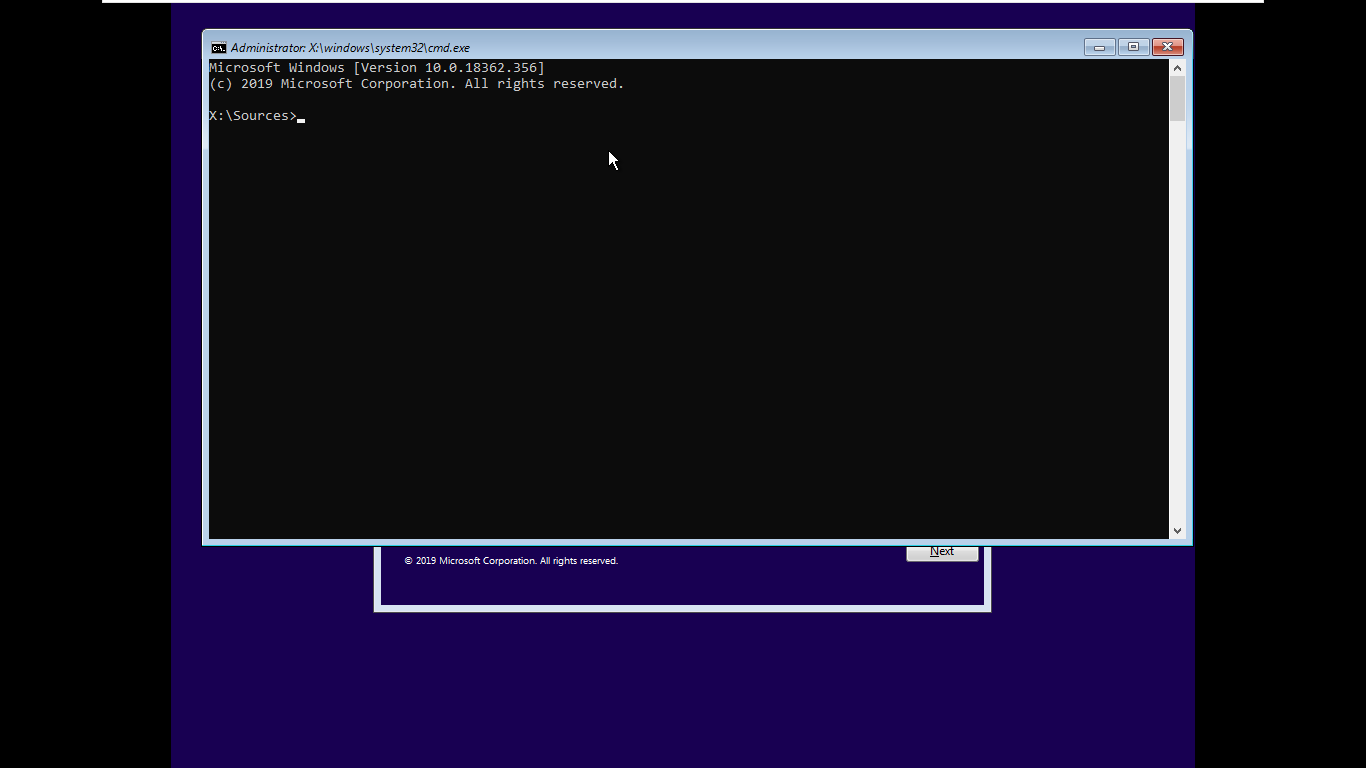 Administrator: X:\windows\system32\cmd.exe
Microsoft Windows [Version 10.0.18362.356]
(c) 2019 Microsoft Corporation. All rights reserved.
X:\Sources>
Next
© 2019 Microsoft Corporation. All rights reserved.